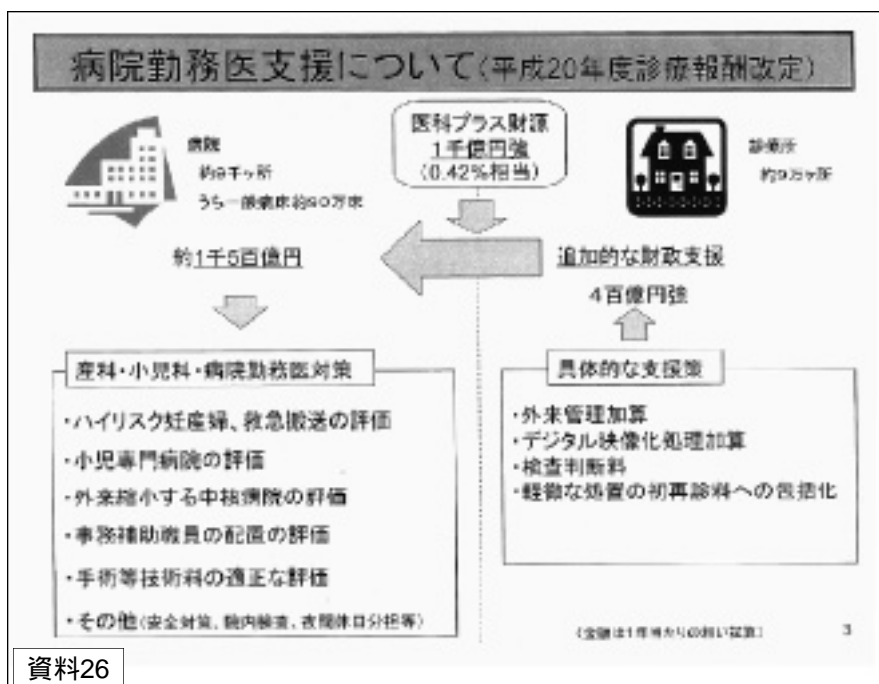 病院勤務医支援について(平成20年度診療報酬改定)
医科プラス財源
1千億円強
(0.42%相当)
病院
約9千ヶ所
うち一般病床約90万床
診療所
約9万ヶ所
約1千5百億円
追加的な財政支援
4百億円強
産科・小児科・病院勤務医対策
・ハイリスク妊産婦、救急搬送の評価
・小児専門病院の評価
・外来縮小する中核病院の評価
・事務補助職員の配置の評価
・手術等技術料の適正な評価
・その他(安全対策、院内検査、夜間休日分担等)
具体的な支援策
・外来管理加算
・デジタル映像化処理加算
・検査判断料
・軽微な処置の初再診料への包括化
(金額は1年当たりの粗い試算)
3
資料26